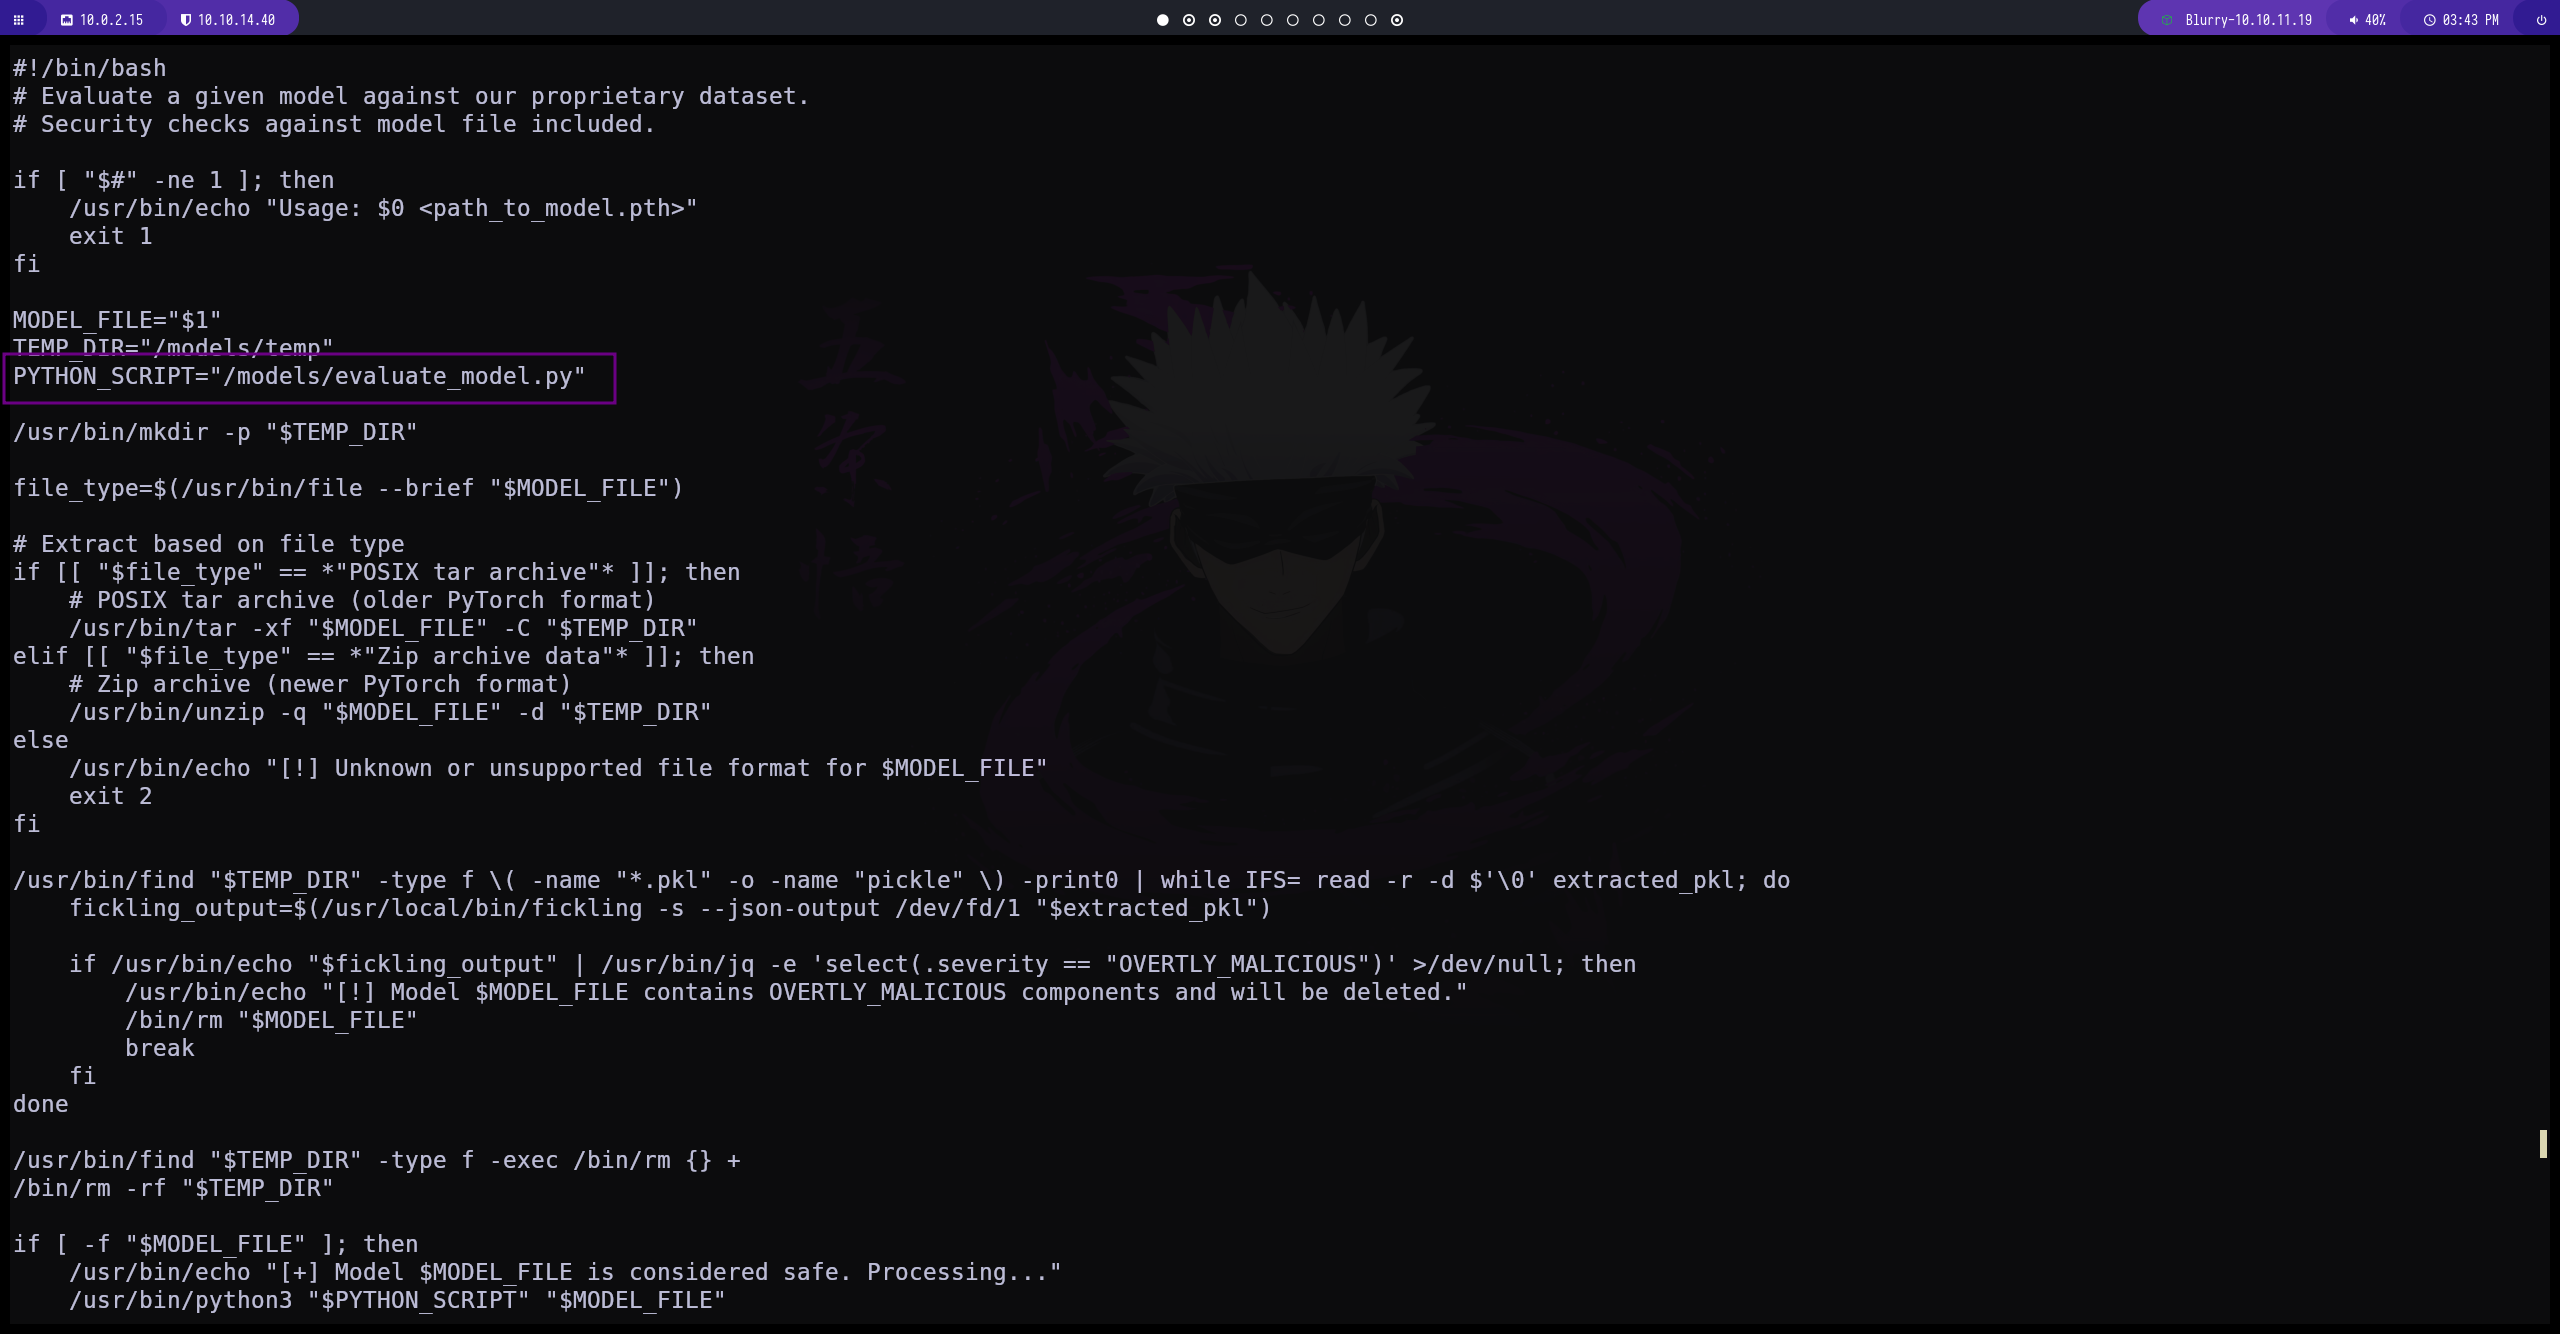 10.0.2.15 10.10.14.40 Blurry-10.10.11.19 40% 03:43 PM
#!/bin/bash
# Evaluate a given model against our proprietary dataset.
# Security checks against model file included.
if [ "$#" -ne 1 ]; then
    /usr/bin/echo "Usage: $0 <path_to_model.pth>"
    exit 1
fi
MODEL_FILE="$1"
TEMP_DIR="/models/temp"
PYTHON_SCRIPT="/models/evaluate_model.py"
/usr/bin/mkdir -p "$TEMP_DIR"
file_type=$(/usr/bin/file --brief "$MODEL_FILE")
# Extract based on file type
if [[ "$file_type" == *"POSIX tar archive"* ]]; then
    # POSIX tar archive (older PyTorch format)
    /usr/bin/tar -xf "$MODEL_FILE" -C "$TEMP_DIR"
elif [[ "$file_type" == *"Zip archive data"* ]]; then
    # Zip archive (newer PyTorch format)
    /usr/bin/unzip -q "$MODEL_FILE" -d "$TEMP_DIR"
else
    /usr/bin/echo "[!] Unknown or unsupported file format for $MODEL_FILE"
    exit 2
fi
/usr/bin/find "$TEMP_DIR" -type f \( -name "*.pkl" -o -name "pickle" \) -print0 | while IFS= read -r -d $'\0' extracted_pkl; do
    fickling_output=$(/usr/local/bin/fickling -s --json-output /dev/fd/1 "$extracted_pkl")
    if /usr/bin/echo "$fickling_output" | /usr/bin/jq -e 'select(.severity == "OVERTLY_MALICIOUS")' >/dev/null; then
        /usr/bin/echo "[!] Model $MODEL_FILE contains OVERTLY_MALICIOUS components and will be deleted."
        /bin/rm "$MODEL_FILE"
        break
    fi
done
/usr/bin/find "$TEMP_DIR" -type f -exec /bin/rm {} +
/bin/rm -rf "$TEMP_DIR"
if [ -f "$MODEL_FILE" ]; then
    /usr/bin/echo "[+] Model $MODEL_FILE is considered safe. Processing..."
    /usr/bin/python3 "$PYTHON_SCRIPT" "$MODEL_FILE"
五条悟